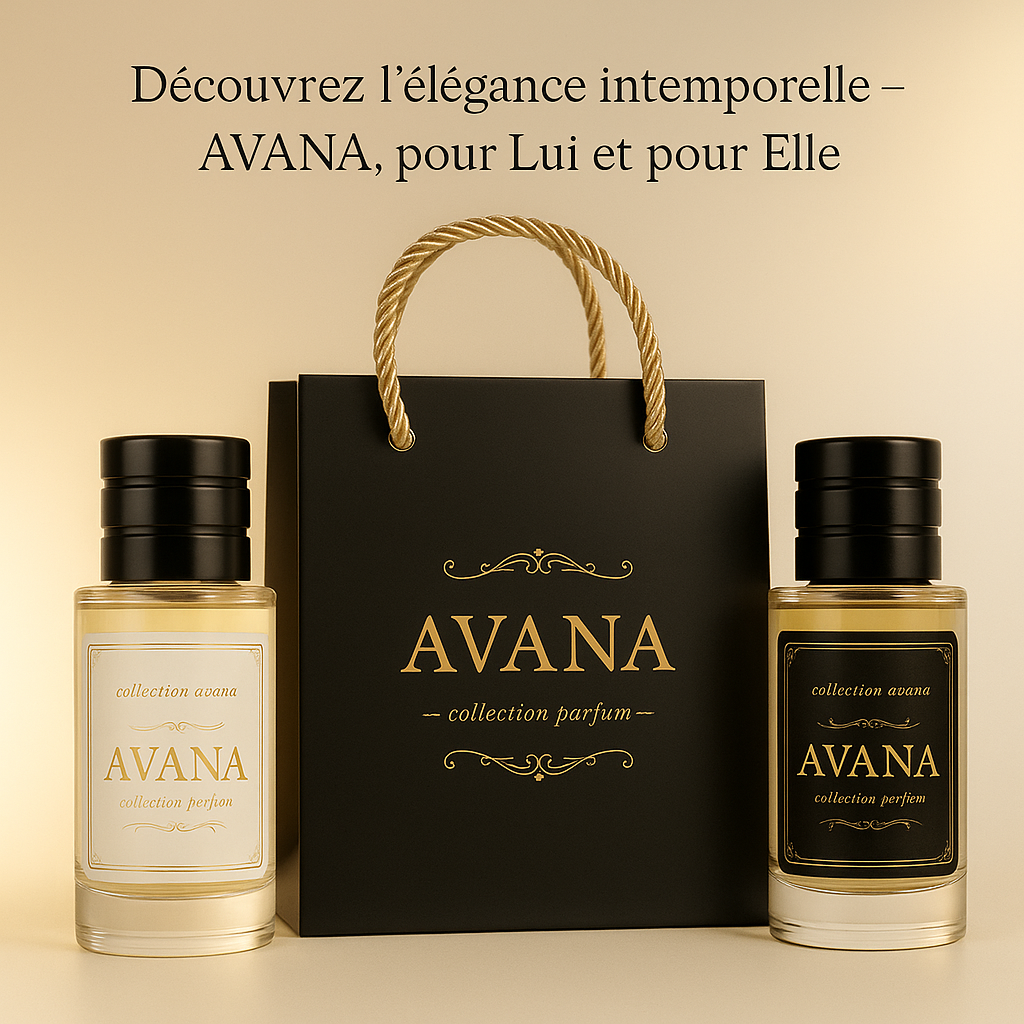 Découvrez l'élégance intemporelle –
AVANA, pour Lui et pour Elle
AVANA
– collection parfum –
collection avana
AVANA
collection perfion
collection avana
AVANA
collection perfiem